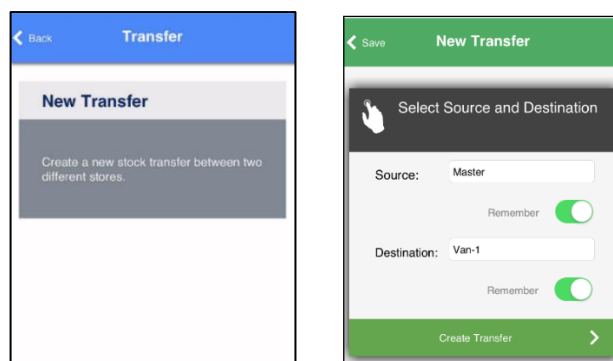 Back
Transfer
New Transfer
Create a new stock transfer between two
different stores.
Save
New Transfer
Select Source and Destination
Source:
Master
Remember
Destination:
Van-1
Remember
Create Transfer